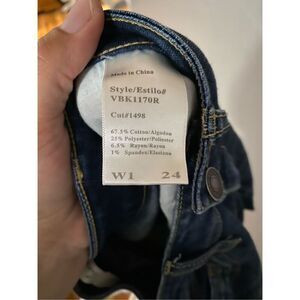 Made in China
Style/Estilo#
VBK1170R
Cut#1498
67.5% Cotton/Algodon
25% Polyester/Poliester
6.5% Rayon/Rayon
1% Spandex/Elastano
W1 24